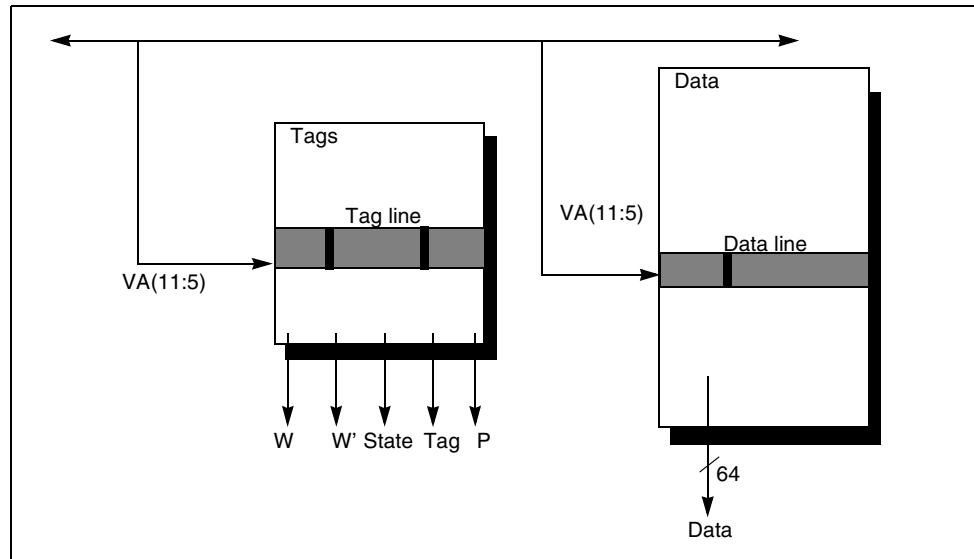 Data
Tags
VA(11:5)
Tag line
Data line
VA(11:5)
W W’ State Tag P
64
Data